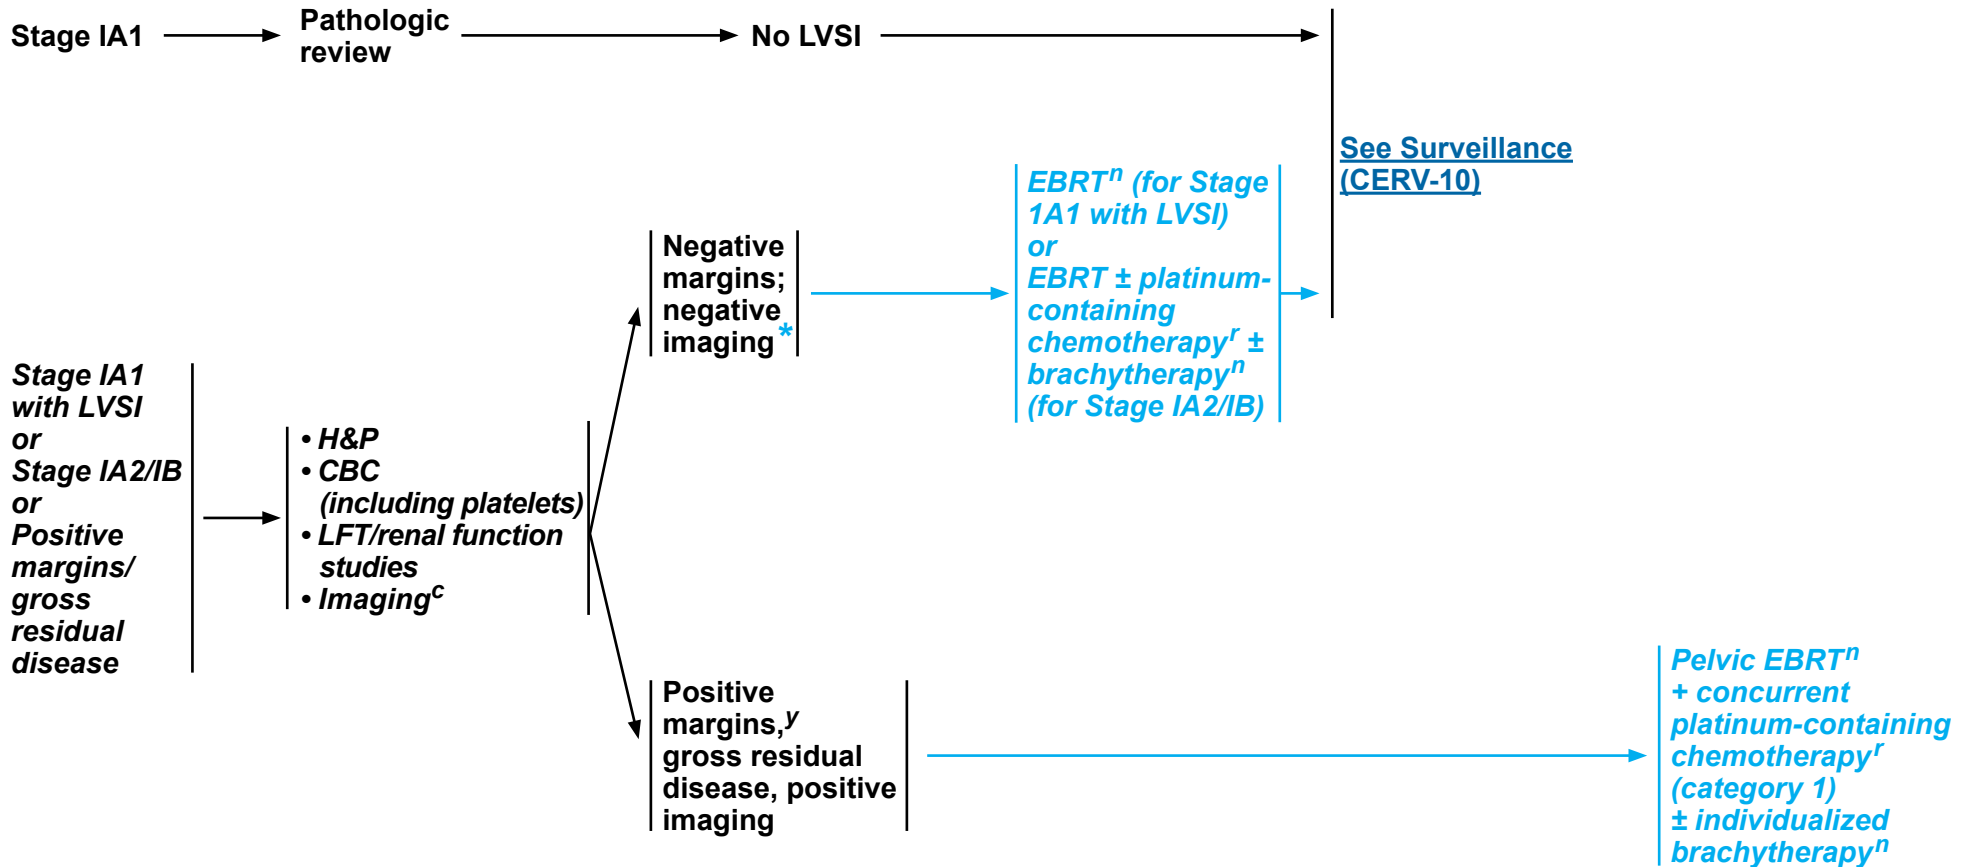 Stage IA1
Pathologic
review
No LVSI
See Surveillance
(CERV-10)
Stage IA1
with LVSI
or
Stage IA2/IB
or
Positive
margins/
gross
residual
disease
• H&P
• CBC
(including platelets)
• LFT/renal function
studies
• Imagingᶜ
Negative
margins;
negative
imaging*
EBRTⁿ (for Stage
1A1 with LVSI)
or
EBRT ± platinum-
containing
chemotherapyʳ ±
brachytherapyⁿ
(for Stage IA2/IB)
Positive
margins,ʸ
gross residual
disease, positive
imaging
Pelvic EBRTⁿ
+ concurrent
platinum-containing
chemotherapyʳ
(category 1)
± individualized
brachytherapyⁿ